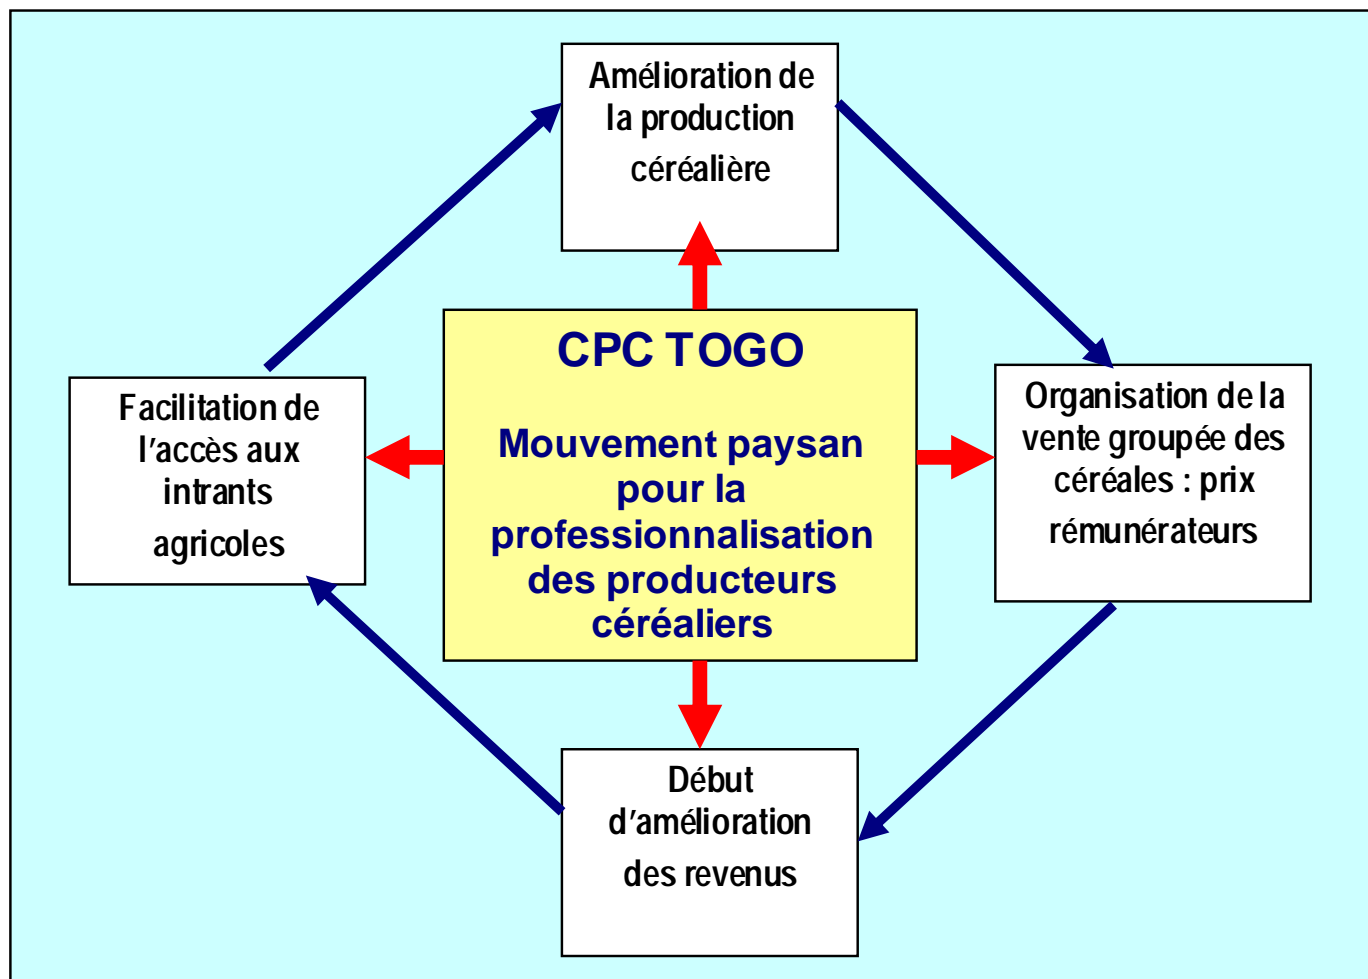 Amélioration de
la production
céréalière
CPC TOGO
Mouvement paysan
pour la
professionnalisation
des producteurs
céréaliers
Facilitation de
l'accès aux
intrants
agricoles
Organisation de la
vente groupée des
céréales : prix
rémunérateurs
Début
d'amélioration
des revenus